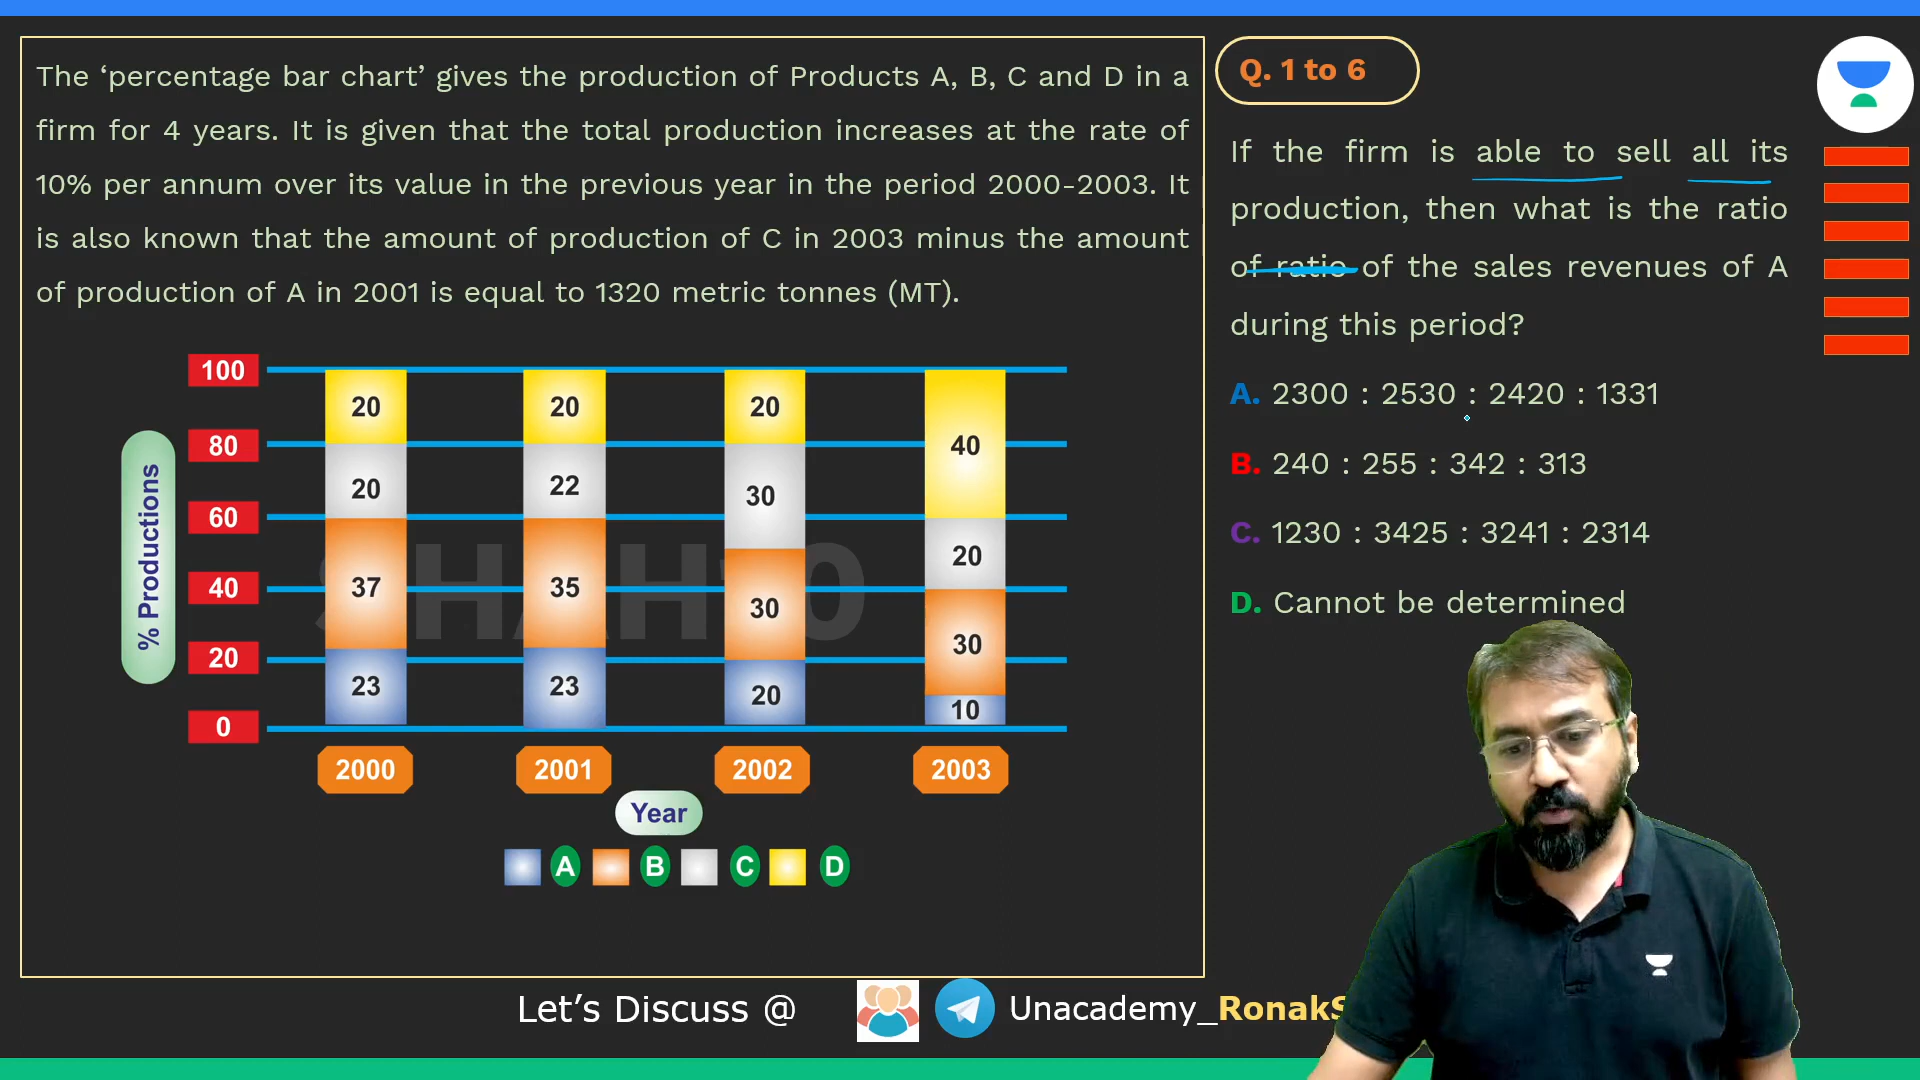 The ‘percentage bar chart’ gives the production of Products A, B, C and D in a
firm for 4 years. It is given that the total production increases at the rate of
10% per annum over its value in the previous year in the period 2000-2003. It
is also known that the amount of production of C in 2003 minus the amount
of production of A in 2001 is equal to 1320 metric tonnes (MT).
% Productions
100
80
60
40
20
0
20 20 20 40
20 22 30 20
37 35 30 30
23 23 20 10
2000 2001 2002 2003
Year
A B C D
Q. 1 to 6
If the firm is able to sell all its
production, then what is the ratio
of ratio of the sales revenues of A
during this period?
A. 2300 : 2530 : 2420 : 1331
B. 240 : 255 : 342 : 313
C. 1230 : 3425 : 3241 : 2314
D. Cannot be determined
Let’s Discuss @ Unacademy_RonakS